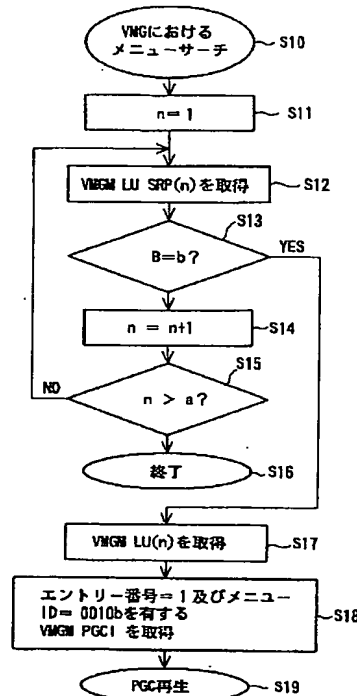 VMGにおける
メニューサーチ
S10
n = 1
S11
VMGM LU SRP(n)を取得
S12
S13
B=b?
YES
n = n+1
S14
S15
NO
n > a ?
終了
S16
VMGM LU(n)を取得
S17
エントリー番号=1 及びメニュー
ID= 0010bを有する
VMGM PGCI を取得
S18
PGC再生
S19